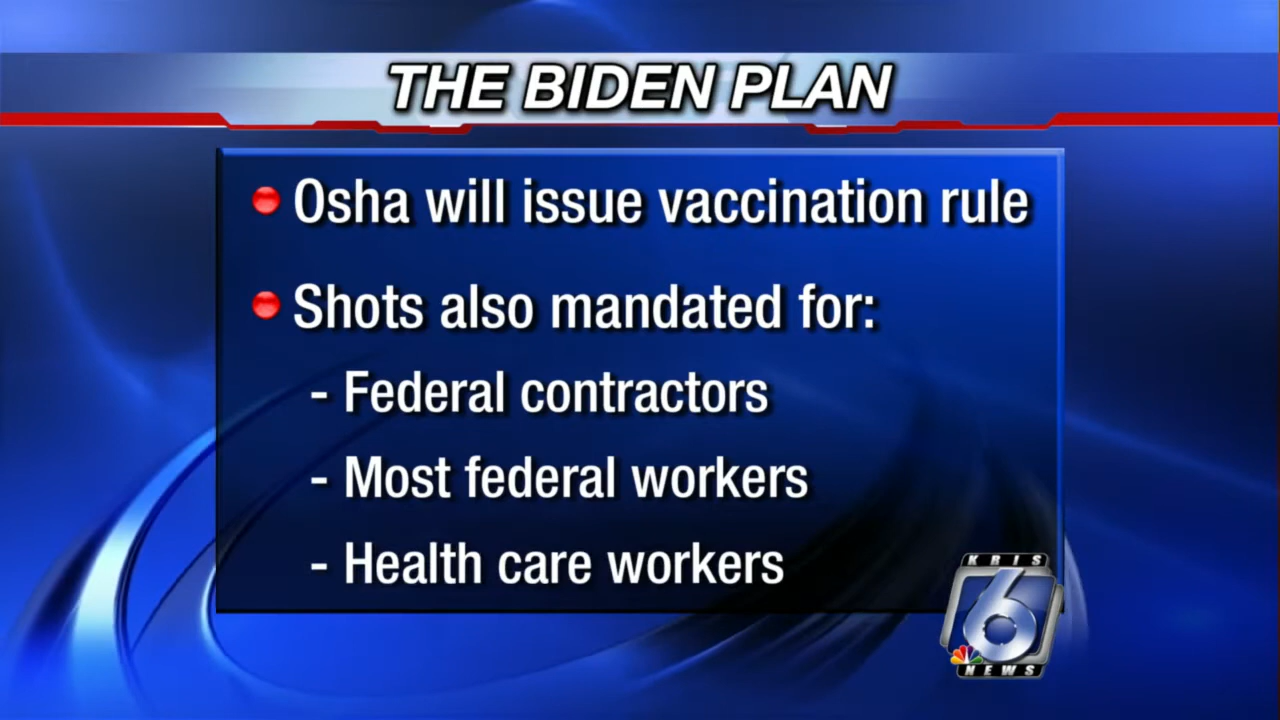 THE BIDEN PLAN
Osha will issue vaccination rule
Shots also mandated for:
- Federal contractors
- Most federal workers
- Health care workers
KRIS
6
NEWS